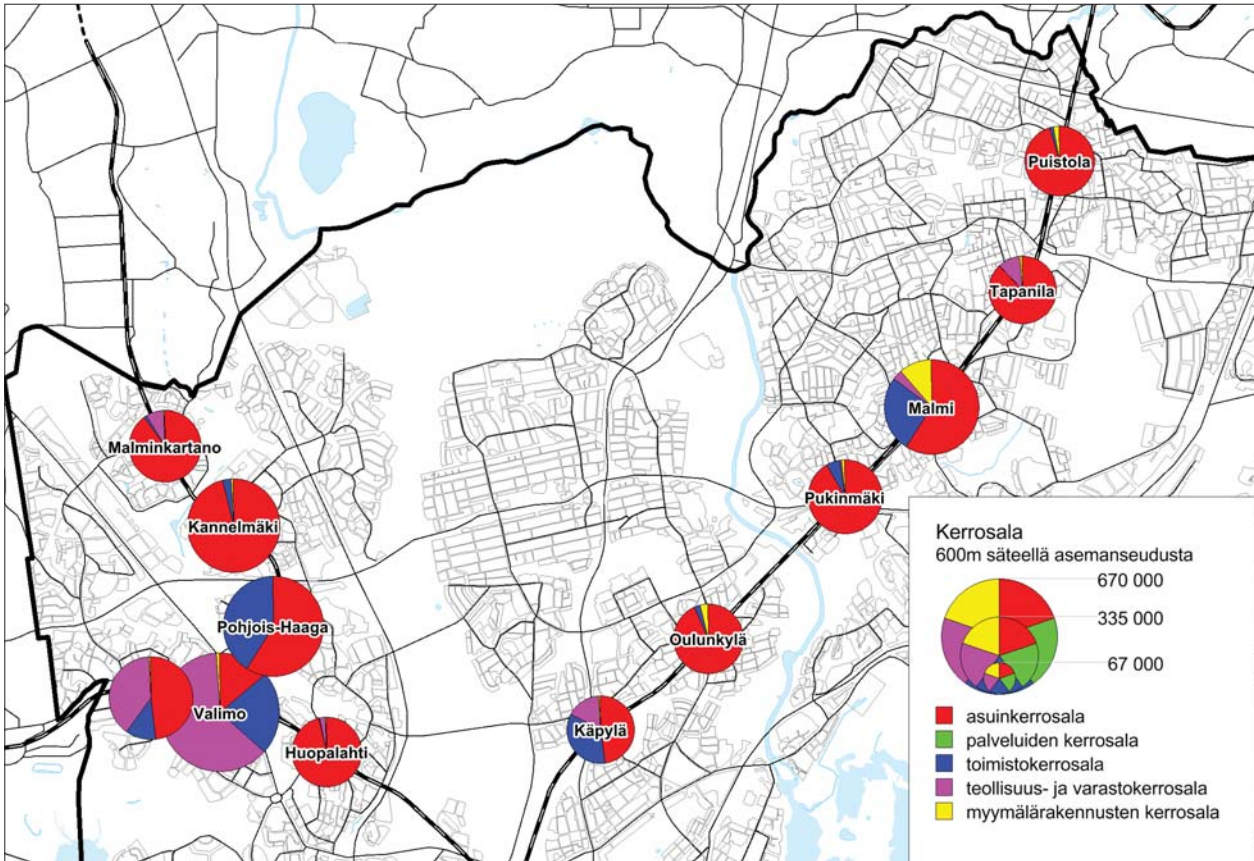 Puistola
Tapanila
Malmi
Malminkartano
Pukinmäki
Kannelmäki
Pohjois-Haaga
Oulunkylä
Valimo
Käpylä
Huopalahti
Kerrosala
600m säteellä asemanseudusta
670 000
335 000
67 000
asuinkerrosala
palveluiden kerrosala
toimistokerrosala
teollisuus- ja varastokerrosala
myymälärakennusten kerrosala